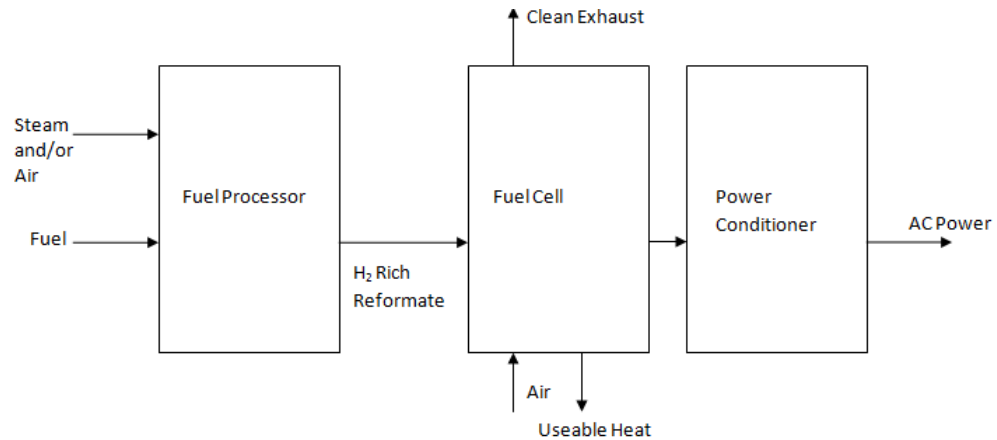 Clean Exhaust
Steam
and/or
Air
Fuel Processor
Fuel Cell
Power
Conditioner
Fuel
AC Power
H₂ Rich
Reformate
Air
Useable Heat